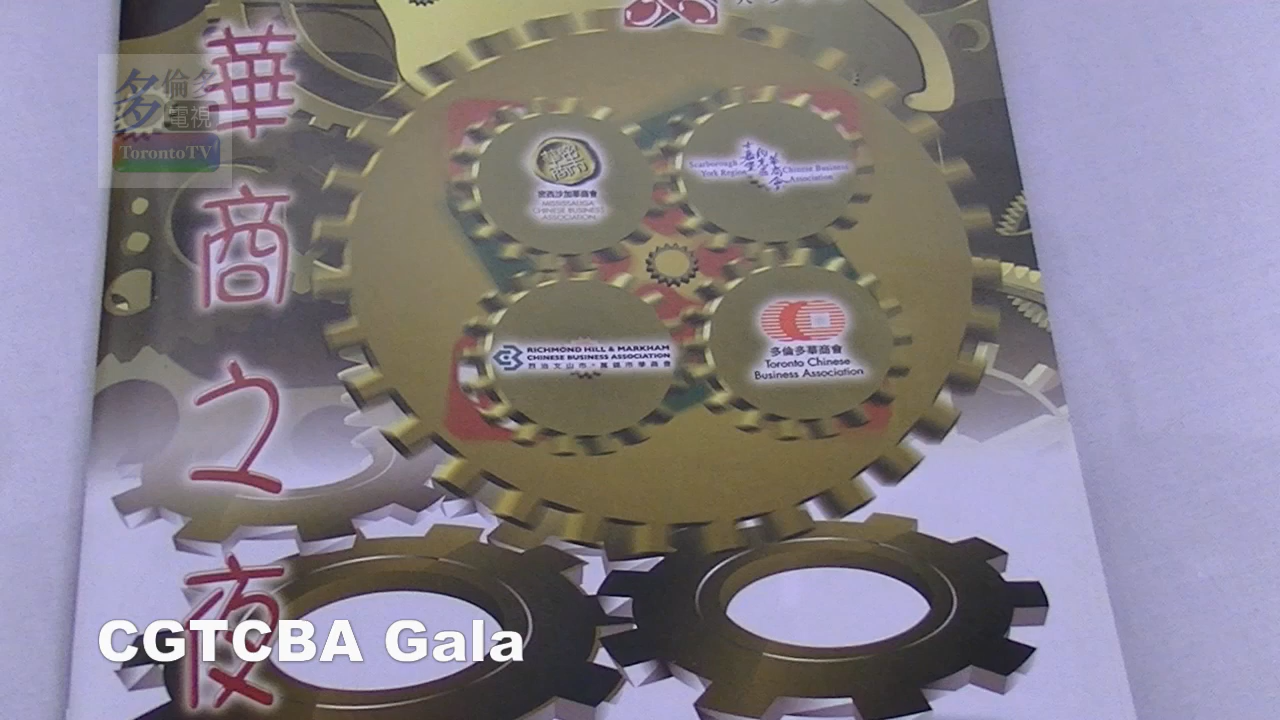 華商之夜
多倫多
電視
TorontoTV
密西沙加華商會
MISSISSAUGA
CHINESE BUSINESS
ASSOCIATION
Scarborough
York Region
Chinese Business
Association
RICHMOND HILL & MARKHAM
CHINESE BUSINESS ASSOCIATION
多倫多華商會
Toronto Chinese
Business Association
CGTCBA Gala